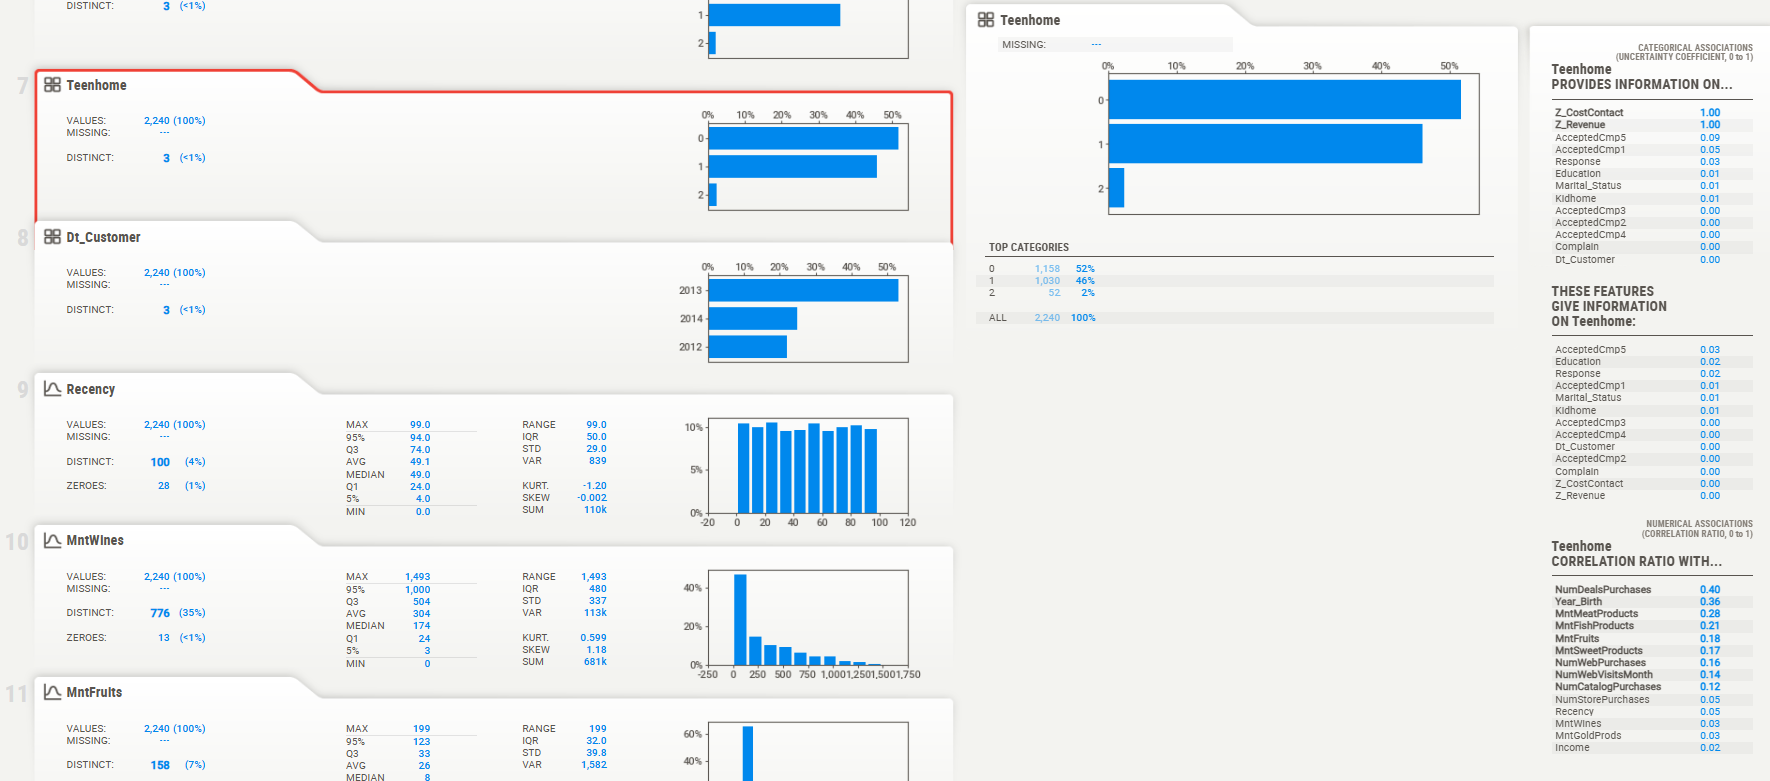 DISTINCT: 3 (<1%)
1
2
7
Teenhome
VALUES: 2,240 (100%)
MISSING: ---
DISTINCT: 3 (<1%)
0% 10% 20% 30% 40% 50%
0
1
2
8
Dt_Customer
VALUES: 2,240 (100%)
MISSING: ---
DISTINCT: 3 (<1%)
0% 10% 20% 30% 40% 50%
2013
2014
2012
9
Recency
VALUES: 2,240 (100%)
MISSING: ---
DISTINCT: 100 (4%)
ZEROES: 28 (1%)
MAX 99.0
95% 94.0
Q3 74.0
AVG 49.1
MEDIAN 49.0
Q1 24.0
5% 4.0
MIN 0.0
RANGE 99.0
IQR 50.0
STD 29.0
VAR 839
KURT. -1.20
SKEW -0.002
SUM 110k
10%
5%
0%
-20 0 20 40 60 80 100 120
10
MntWines
VALUES: 2,240 (100%)
MISSING: ---
DISTINCT: 776 (35%)
ZEROES: 13 (<1%)
MAX 1,493
95% 1,000
Q3 504
AVG 304
MEDIAN 174
Q1 24
5% 3
MIN 0
RANGE 1,493
IQR 480
STD 337
VAR 113k
KURT. 0.599
SKEW 1.18
SUM 681k
40%
20%
0%
-250 0 250 500 750 1,000 1,250 1,500 1,750
11
MntFruits
VALUES: 2,240 (100%)
MISSING: ---
DISTINCT: 158 (7%)
MAX 199
95% 123
Q3 33
AVG 26
MEDIAN 8
RANGE 199
IQR 32.0
STD 39.8
VAR 1,582
60%
40%
Teenhome
MISSING: ---
0% 10% 20% 30% 40% 50%
0
1
2
TOP CATEGORIES
0 1,158 52%
1 1,030 46%
2 52 2%
ALL 2,240 100%
CATEGORICAL ASSOCIATIONS
(UNCERTAINTY COEFFICIENT, 0 to 1)
Teenhome
PROVIDES INFORMATION ON...
Z_CostContact 1.00
Z_Revenue 1.00
AcceptedCmp5 0.09
AcceptedCmp1 0.05
Response 0.03
Education 0.01
Marital_Status 0.01
Kidhome 0.01
AcceptedCmp3 0.00
AcceptedCmp2 0.00
AcceptedCmp4 0.00
Complain 0.00
Dt_Customer 0.00
THESE FEATURES
GIVE INFORMATION
ON Teenhome:
AcceptedCmp5 0.03
Education 0.02
Response 0.02
AcceptedCmp1 0.01
Marital_Status 0.01
Kidhome 0.01
AcceptedCmp3 0.00
AcceptedCmp4 0.00
Dt_Customer 0.00
AcceptedCmp2 0.00
Complain 0.00
Z_CostContact 0.00
Z_Revenue 0.00
NUMERICAL ASSOCIATIONS
(CORRELATION RATIO, 0 to 1)
Teenhome
CORRELATION RATIO WITH...
NumDealsPurchases 0.40
Year_Birth 0.36
MntMeatProducts 0.28
MntFishProducts 0.21
MntFruits 0.18
MntSweetProducts 0.17
NumWebPurchases 0.16
NumWebVisitsMonth 0.14
NumCatalogPurchases 0.12
NumStorePurchases 0.05
Recency 0.05
MntWines 0.03
MntGoldProds 0.03
Income 0.02